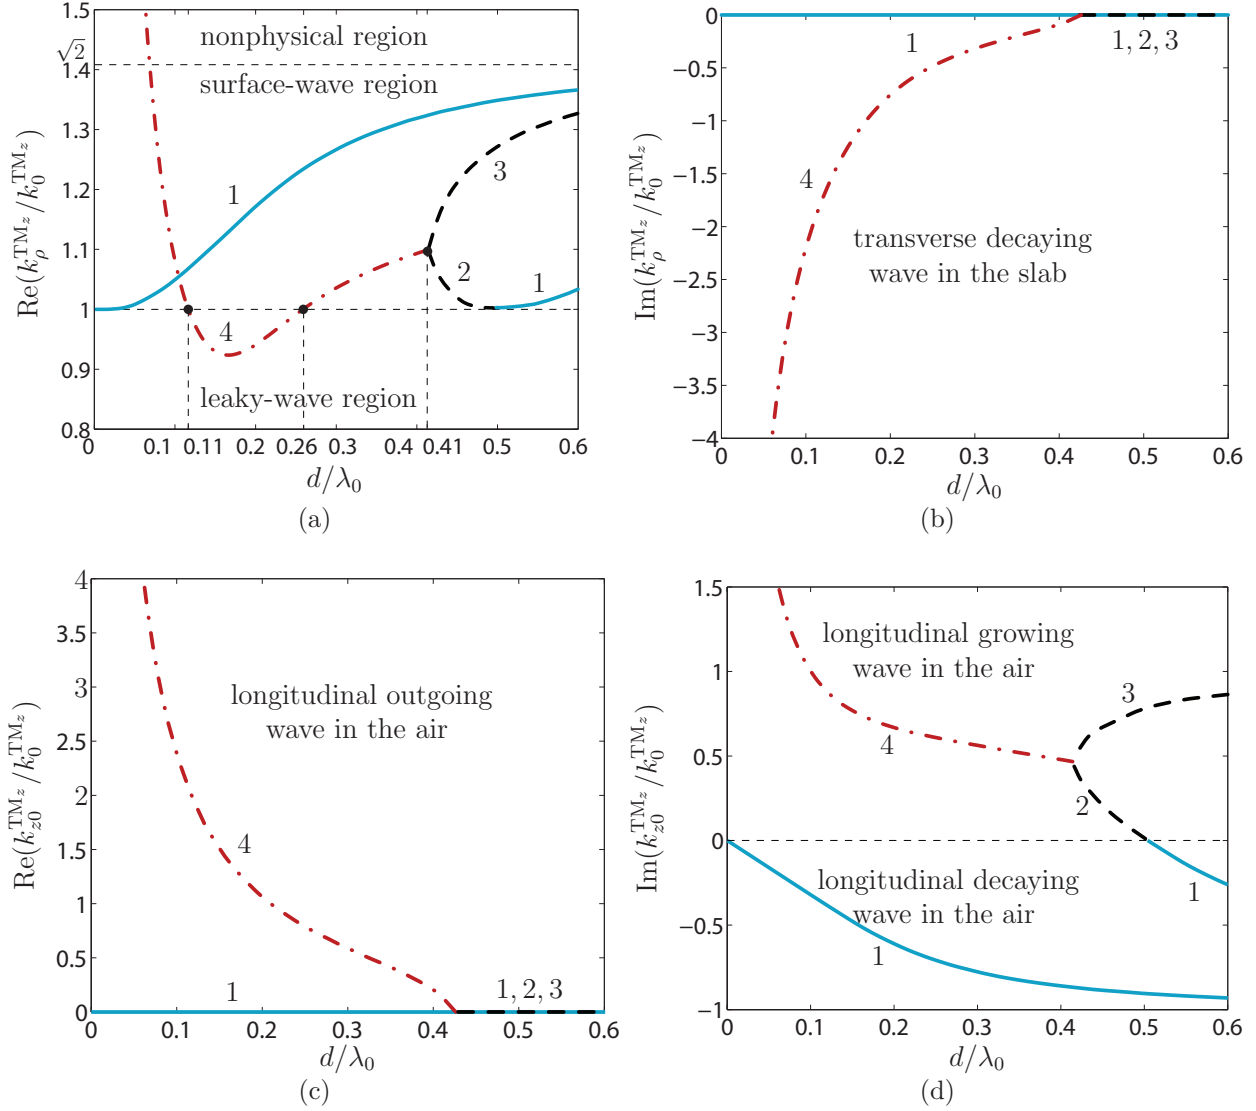 1.5
nonphysical region
√2
1.4
surface-wave region
1.3
3
1.2
1
1.1
2
1
1
4
0.9
leaky-wave region
0.8
0 0.1 0.11 0.2 0.26 0.3 0.4 0.41 0.5 0.6
Re(k_ρ^{TM_z}/k_0^{TM_z})
d/λ₀
(a)
0
1
1, 2, 3
−0.5
−1
−1.5
4
−2
transverse decaying
wave in the slab
−2.5
−3
−3.5
−4
0 0.1 0.2 0.3 0.4 0.5 0.6
Im(k_ρ^{TM_z}/k_0^{TM_z})
d/λ₀
(b)
4
3.5
3
longitudinal outgoing
wave in the air
2.5
2
1.5
4
1
0.5
1
1, 2, 3
0
0 0.1 0.2 0.3 0.4 0.5 0.6
Re(k_{z0}^{TM_z}/k_0^{TM_z})
d/λ₀
(c)
1.5
longitudinal growing
wave in the air
1
3
4
0.5
2
0
longitudinal decaying
wave in the air
1
−0.5
1
−1
0 0.1 0.2 0.3 0.4 0.5 0.6
Im(k_{z0}^{TM_z}/k_0^{TM_z})
d/λ₀
(d)